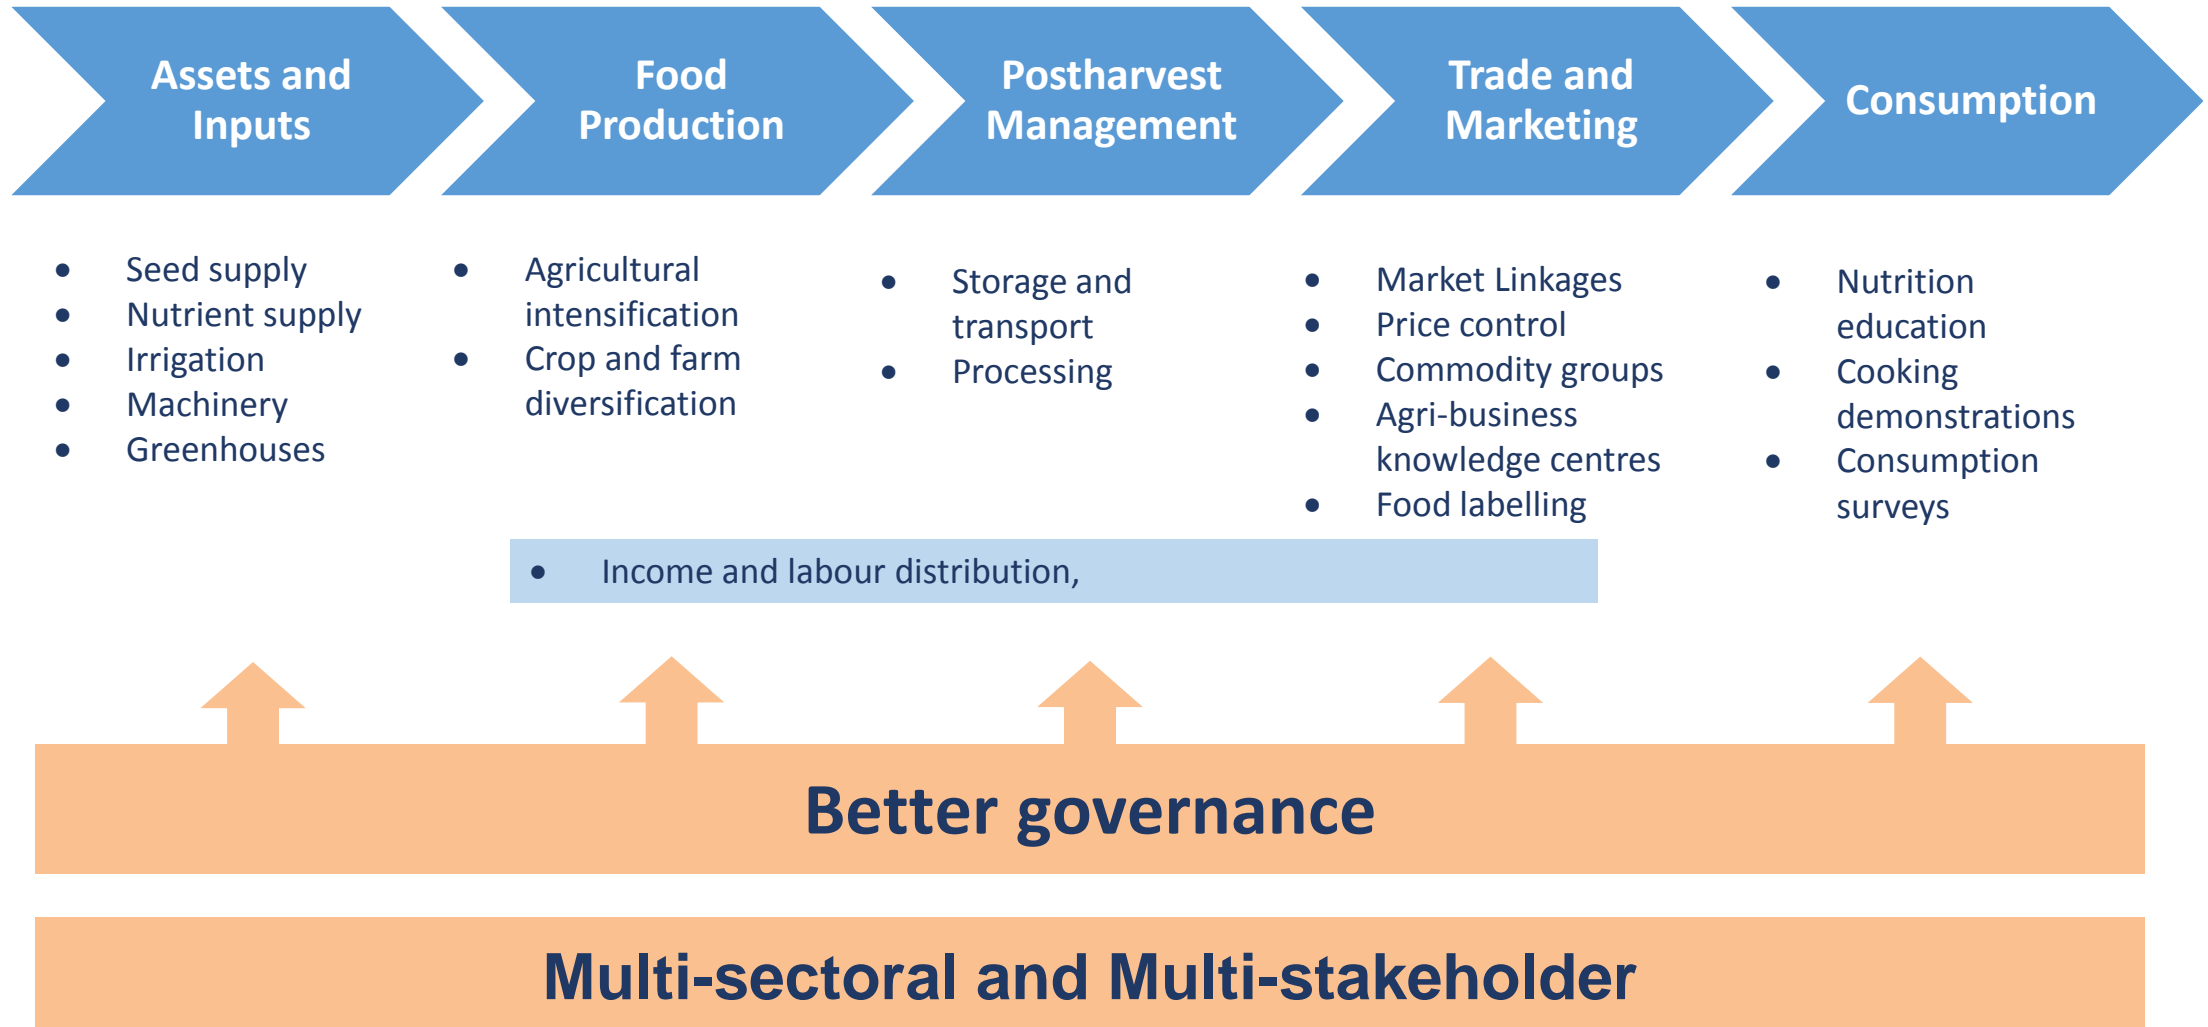 Assets and
Inputs
Food
Production
Postharvest
Management
Trade and
Marketing
Consumption
• Seed supply
• Nutrient supply
• Irrigation
• Machinery
• Greenhouses
• Agricultural
intensification
• Crop and farm
diversification
• Storage and
transport
• Processing
• Market Linkages
• Price control
• Commodity groups
• Agri-business
knowledge centres
• Food labelling
• Nutrition
education
• Cooking
demonstrations
• Consumption
surveys
• Income and labour distribution,
Better governance
Multi-sectoral and Multi-stakeholder